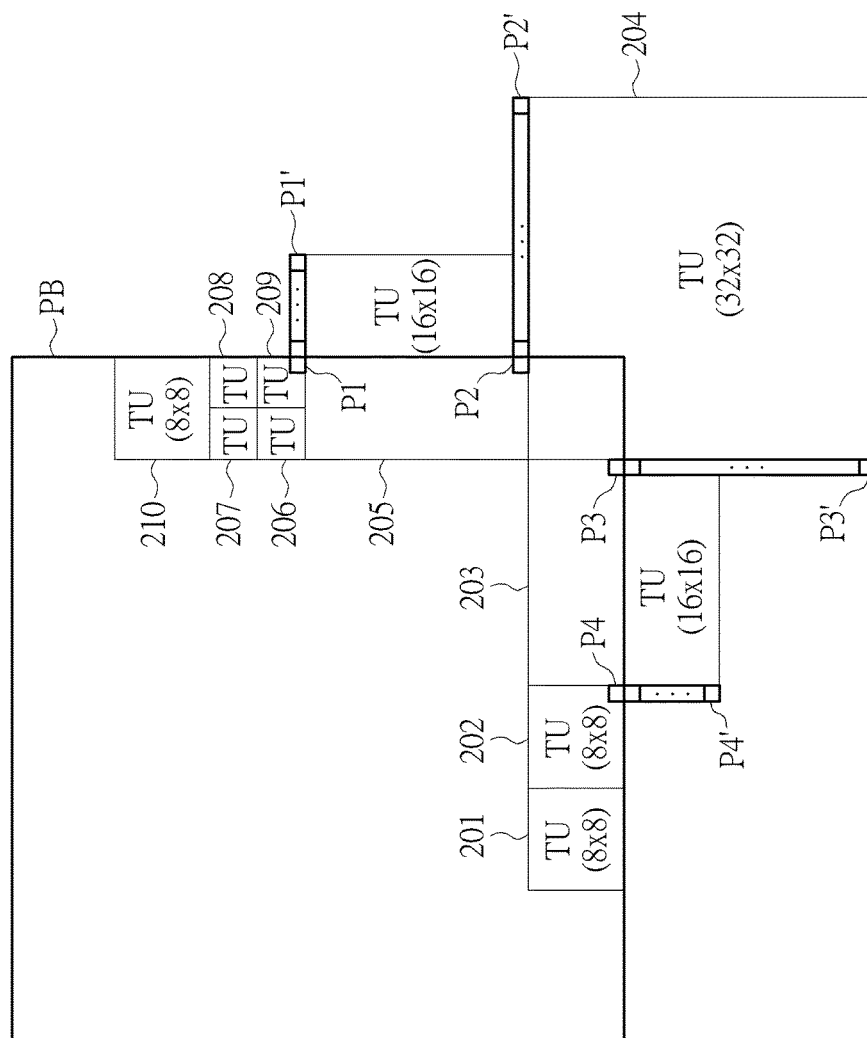 PB
210
TU
(8x8)
207
TU
TU
208
206
TU
TU
209
P1'
P1
205
TU
(16x16)
P2
P2'
201
202
203
TU
(8x8)
TU
(8x8)
P4
P3
204
TU
(16x16)
TU
(32x32)
P4'
P3'